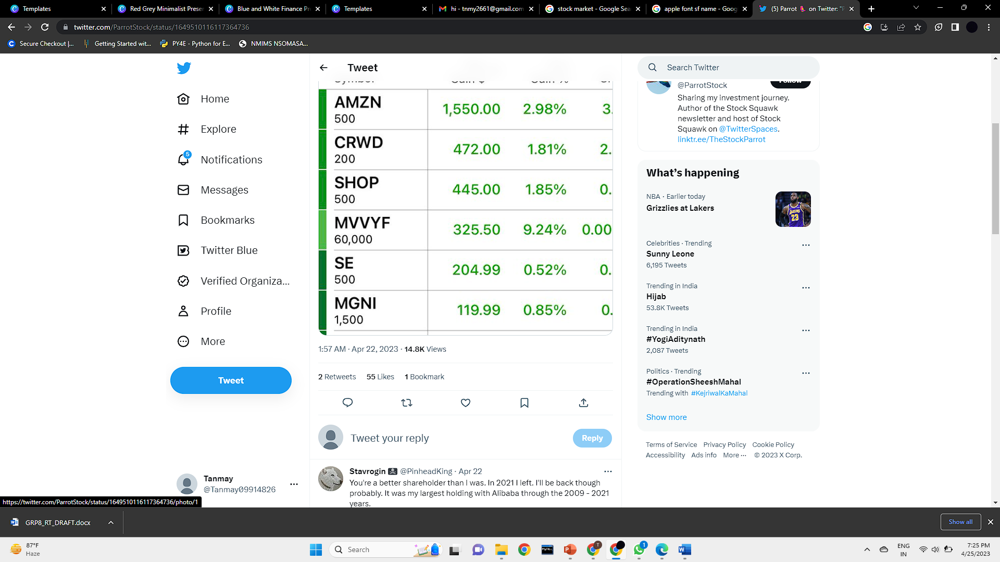 Templates
Red Grey Minimalist Preser
Blue and White Finance Pr
Templates
hi - tnmy2661@gmail.com
stock market - Google Sea
apple font sf name - Goog
(5) Parrot 🦜 on Twitter: "P
twitter.com/ParrotStock/status/1649510116117364736
Secure Checkout |...
Getting Started wit...
PY4E - Python for E...
NMIMS NSOMASA...
Home
Explore
5
Notifications
Messages
Bookmarks
Twitter Blue
Verified Organiza...
Profile
More
Tweet
Tanmay
@Tanmay09914826
https://twitter.com/ParrotStock/status/1649510116117364736/photo/1
Tweet
AMZN
500
1,550.00 2.98% 3.
CRWD
200
472.00 1.81% 2.
SHOP
500
445.00 1.85% 0.
MVVYF
60,000
325.50 9.24% 0.00
SE
500
204.99 0.52% 0.
MGNI
1,500
119.99 0.85% 0.
1:57 AM · Apr 22, 2023 · 14.8K Views
2 Retweets 55 Likes 1 Bookmark
Tweet your reply
Reply
Stavrogin 🏴‍☠️ @PinheadKing · Apr 22
You're a better shareholder than I was. In 2021 I left. I'll be back though
probably. It was my largest holding with Alibaba through the 2009 - 2021
years.
Search Twitter
@ParrotStock
Follow
Sharing my investment journey.
Author of the Stock Squawk
newsletter and host of Stock
Squawk on @TwitterSpaces.
linktr.ee/TheStockParrot
What's happening
NBA · Earlier today
Grizzlies at Lakers
Celebrities · Trending
Sunny Leone
6,195 Tweets
Trending in India
Hijab
53.8K Tweets
Trending in India
#YogiAditynath
2,087 Tweets
Politics · Trending
#OperationSheeshMahal
Trending with #KejriwalKaMahal
Show more
Terms of Service Privacy Policy Cookie Policy
Accessibility Ads info More ··· © 2023 X Corp.
GRP8_RT_DRAFT.docx
Show all
87°F
Haze
Search
T
1
ENG
IN
7:25 PM
4/25/2023